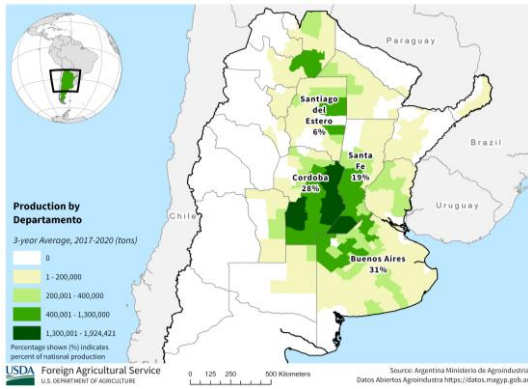 Paraguay
Brazil
Uruguay
Chile
Santiago
del
Estero
6%
Santa
Fe
19%
Cordoba
28%
Buenos Aires
31%
Production by
Departamento
3-year Average, 2017-2020 (tons)
0
1 - 200,000
200,001 - 400,000
400,001 - 1,300,000
1,300,001 - 1,924,421
Percentage shown (%) indicates
percent of national production
USDA Foreign Agricultural Service
U.S. DEPARTMENT OF AGRICULTURE
0 125 250 500 Kilometers
Source: Argentina Ministerio de Agroindustr
Datos Abiertos Agroindustra https://datos.magyp.gob.a